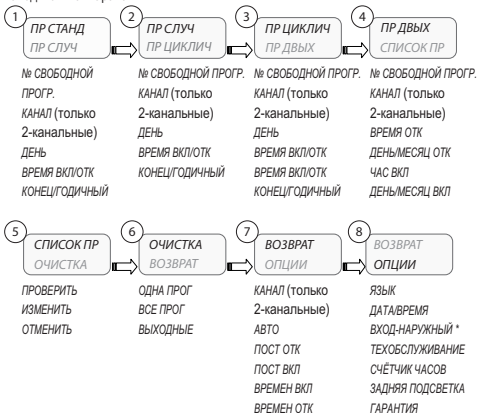 1
ПР СТАНД
ПР СЛУЧ
№ СВОБОДНОЙ
ПРОГР.
КАНАЛ (только
2-канальные)
ДЕНЬ
ВРЕМЯ ВКЛ/ОТК
КОНЕЦ/ГОДИЧНЫЙ
2
ПР СЛУЧ
ПР ЦИКЛИЧ
№ СВОБОДНОЙ ПРОГР.
КАНАЛ (только
2-канальные)
ДЕНЬ
ВРЕМЯ ВКЛ/ОТК
КОНЕЦ/ГОДИЧНЫЙ
3
ПР ЦИКЛИЧ
ПР ДВЫХ
№ СВОБОДНОЙ ПРОГР.
КАНАЛ (только
2-канальные)
ДЕНЬ
ВРЕМЯ ВКЛ/ОТК
ВРЕМЯ ВКЛ/ОТК
КОНЕЦ/ГОДИЧНЫЙ
4
ПР ДВЫХ
СПИСОК ПР
№ СВОБОДНОЙ ПРОГР.
КАНАЛ (только
2-канальные)
ВРЕМЯ ОТК
ДЕНЬ/МЕСЯЦ ОТК
ЧАС ВКЛ
ДЕНЬ/МЕСЯЦ ВКЛ
5
СПИСОК ПР
ОЧИСТКА
ПРОВЕРИТЬ
ИЗМЕНИТЬ
ОТМЕНИТЬ
6
ОЧИСТКА
ВОЗВРАТ
ОДНА ПРОГ
ВСЕ ПРОГ
ВЫХОДНЫЕ
7
ВОЗВРАТ
ОПЦИИ
КАНАЛ (только
2-канальные)
АВТО
ПОСТ ОТК
ПОСТ ВКЛ
ВРЕМЕН ВКЛ
ВРЕМЕН ОТК
8
ВОЗВРАТ
ОПЦИИ
ЯЗЫК
ДАТА/ВРЕМЯ
ВХОД-НАРУЖНЫЙ *
ТЕХОБСЛУЖИВАНИЕ
СЧЁТЧИК ЧАСОВ
ЗАДНЯЯ ПОДСВЕТКА
ГАРАНТИЯ